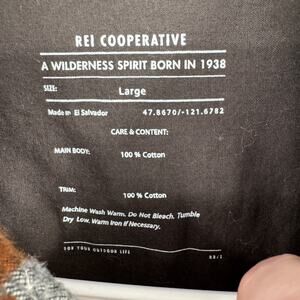 REI COOPERATIVE
A WILDERNESS SPIRIT BORN IN 1938
SIZE: Large
Made in El Salvador 47.8670/-121.6782
CARE & CONTENT:
MAIN BODY:
100 % Cotton
TRIM:
100 % Cotton
Machine Wash Warm. Do Not Bleach. Tumble
Dry Low. Warm Iron if Necessary.
FOR YOUR OUTDOOR LIFE